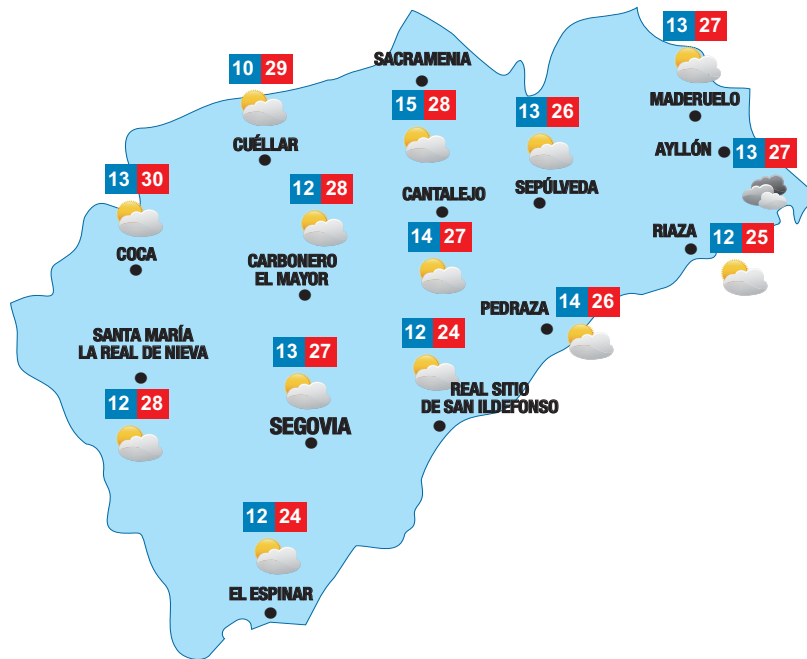 13 27
MADERUELO
SACRAMENIA
15 28
10 29
CUÉLLAR
13 26
SEPÚLVEDA
AYLLÓN
13 27
13 30
COCA
12 28
CARBONERO
EL MAYOR
CANTALEJO
14 27
RIAZA
12 25
PEDRAZA
14 26
SANTA MARÍA
LA REAL DE NIEVA
12 28
13 27
SEGOVIA
12 24
REAL SITIO
DE SAN ILDEFONSO
12 24
EL ESPINAR